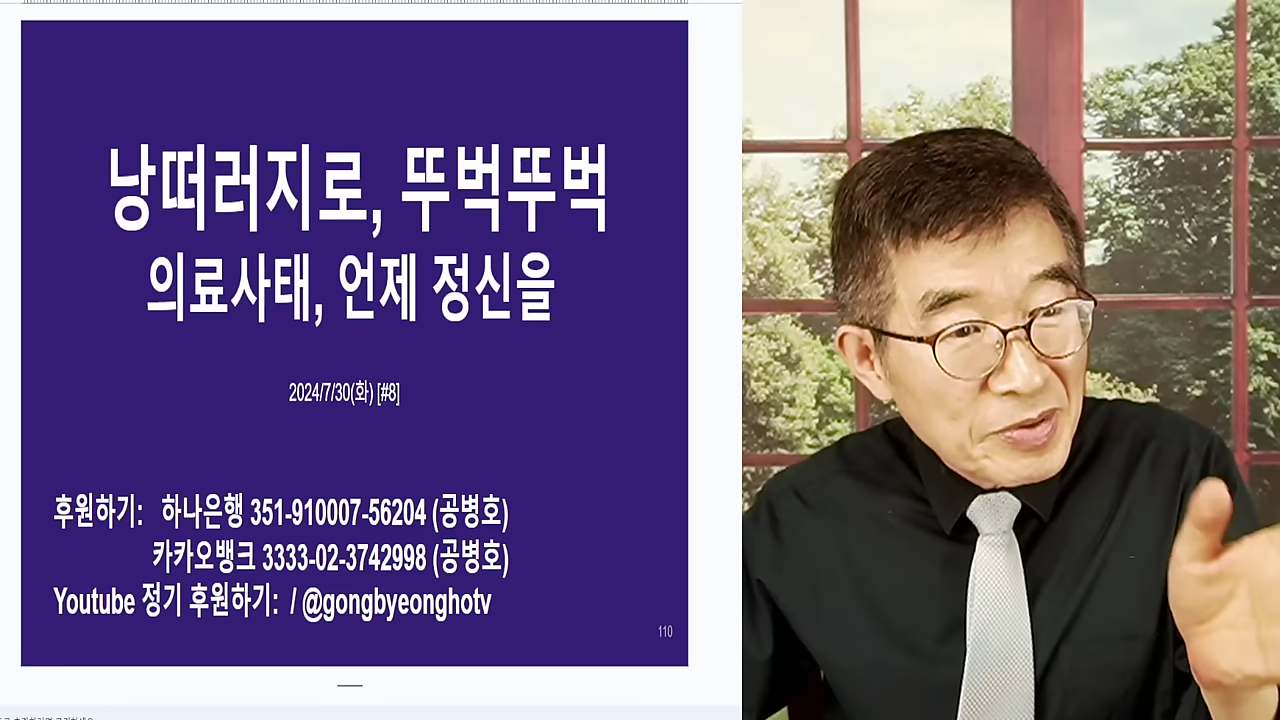 낭떠러지로, 뚜벅뚜벅
의료사태, 언제 정신을
2024/7/30(화) [#8]
후원하기: 하나은행 351-910007-56204 (공병호)
카카오뱅크 3333-02-3742998 (공병호)
Youtube 정기 후원하기: / @gongbyeonghotv
110